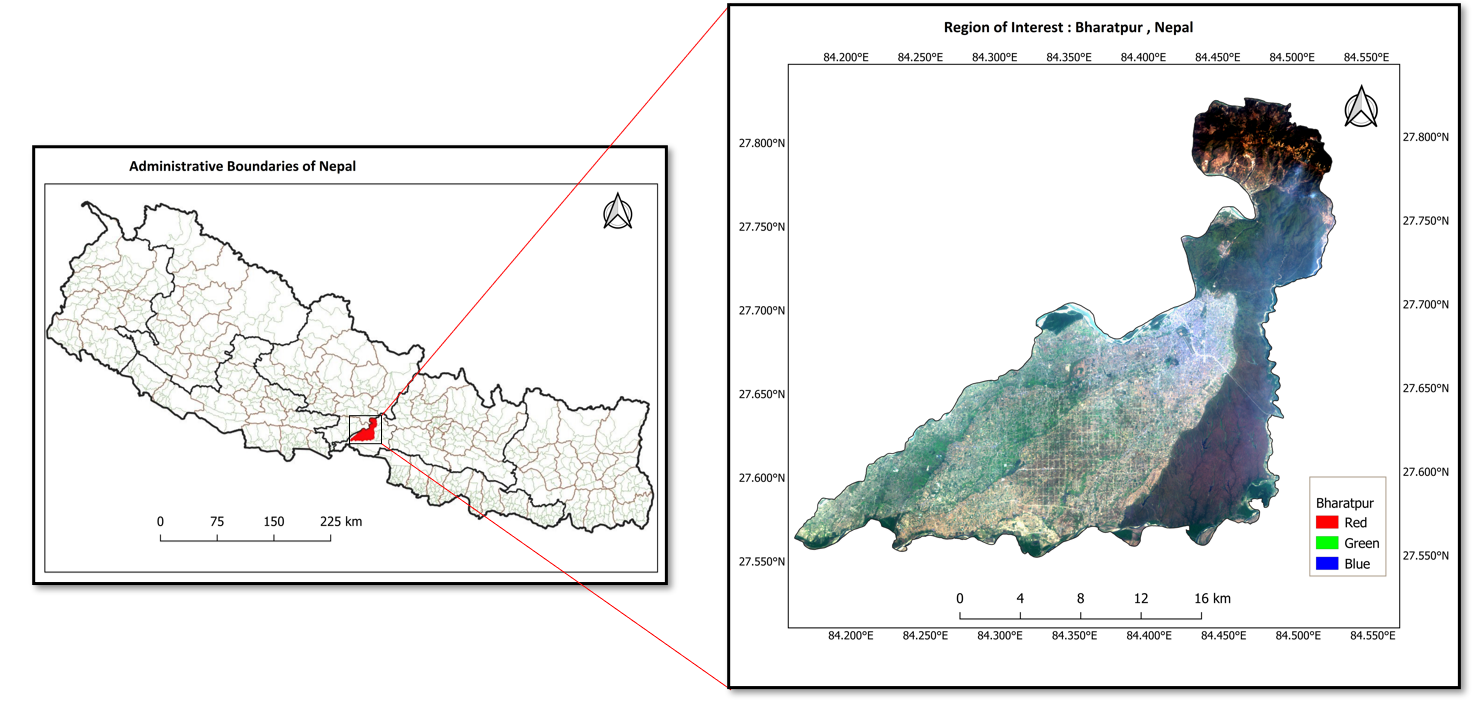 Administrative Boundaries of Nepal
0 75 150 225 km
Region of Interest : Bharatpur , Nepal
84.200°E 84.250°E 84.300°E 84.350°E 84.400°E 84.450°E 84.500°E 84.550°E
27.800°N 27.800°N
27.750°N 27.750°N
27.700°N 27.700°N
27.650°N 27.650°N
27.600°N 27.600°N
27.550°N 27.550°N
Bharatpur
Red
Green
Blue
0 4 8 12 16 km
84.200°E 84.250°E 84.300°E 84.350°E 84.400°E 84.450°E 84.500°E 84.550°E